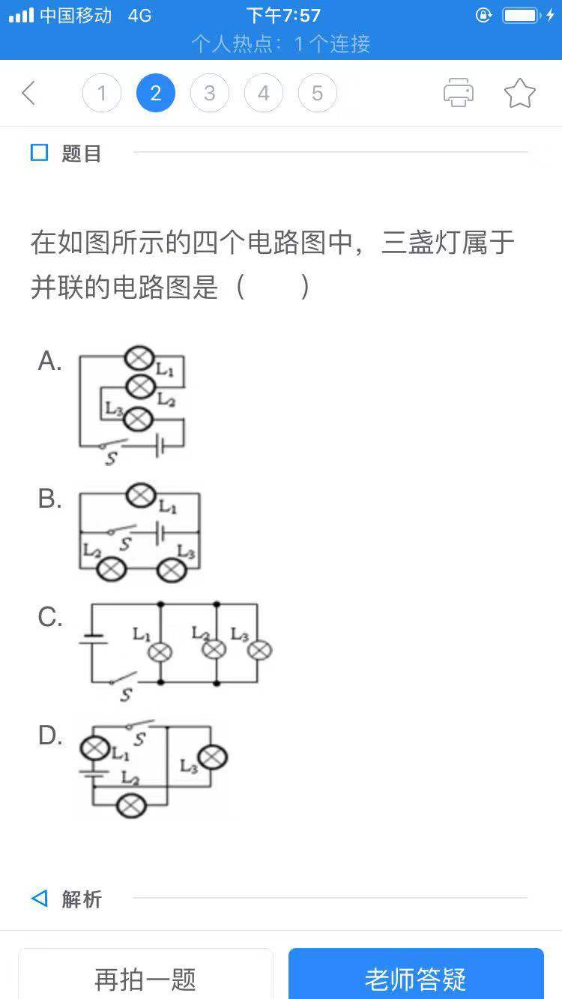 中国移动 4G 下午7:57
个人热点：1 个连接
1 2 3 4 5
题目
在如图所示的四个电路图中，三盏灯属于
并联的电路图是（　　）
A.
L₁
L₂
L₃
S
B.
L₁
S
L₂ L₃
C.
L₁ L₂ L₃
S
D.
S
L₁
L₃
L₂
解析
再拍一题 老师答疑